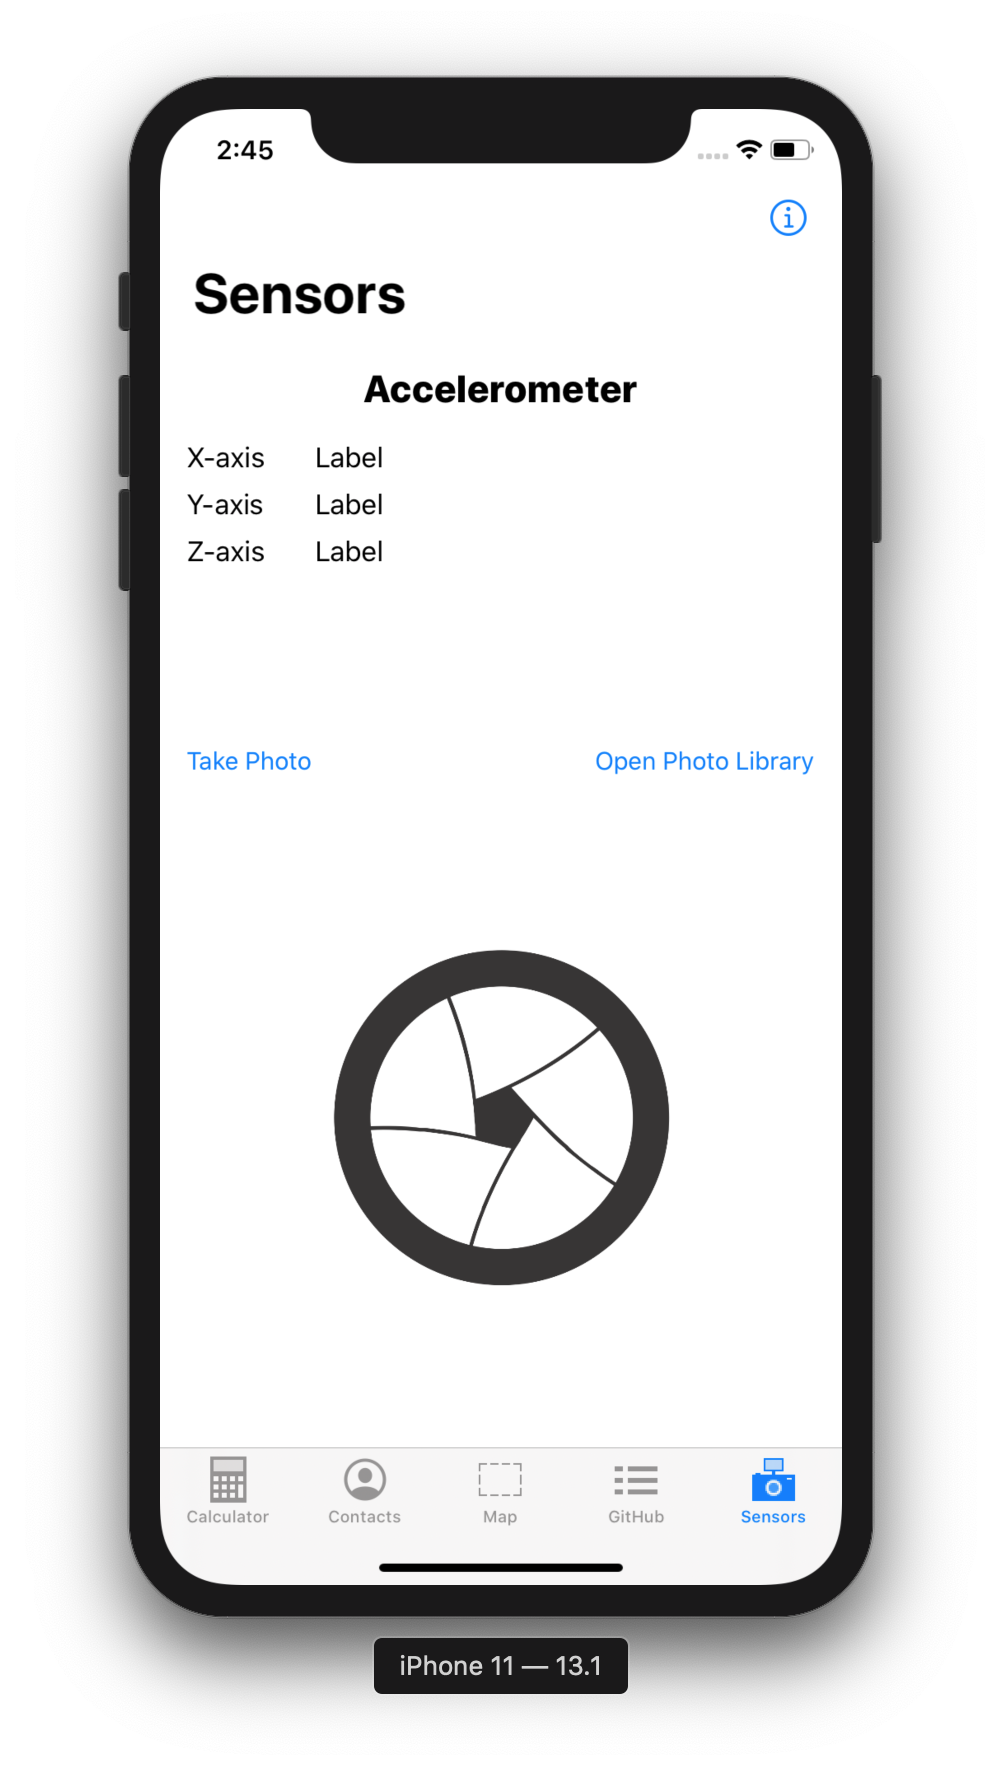 2:45
Sensors
Accelerometer
X-axis Label
Y-axis Label
Z-axis Label
Take Photo Open Photo Library
Calculator Contacts Map GitHub Sensors
iPhone 11 — 13.1